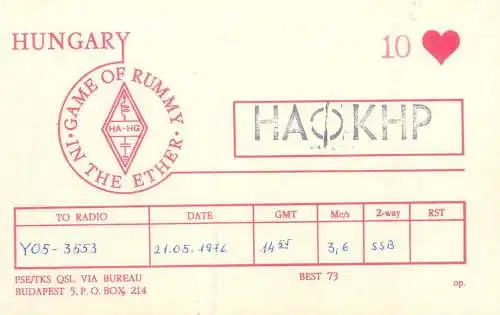 HUNGARY
10 ♥
· GAME OF RUMMY ·
IN THE ETHER
HA-HG
HAØKHP
TO RADIO DATE GMT Mc/s 2-way RST
YO5-3553 21.05.1976 14 55 3,6 SSB
PSE/TKS QSL VIA BUREAU BEST 73 op.
BUDAPEST 5, P. O. BOX, 214